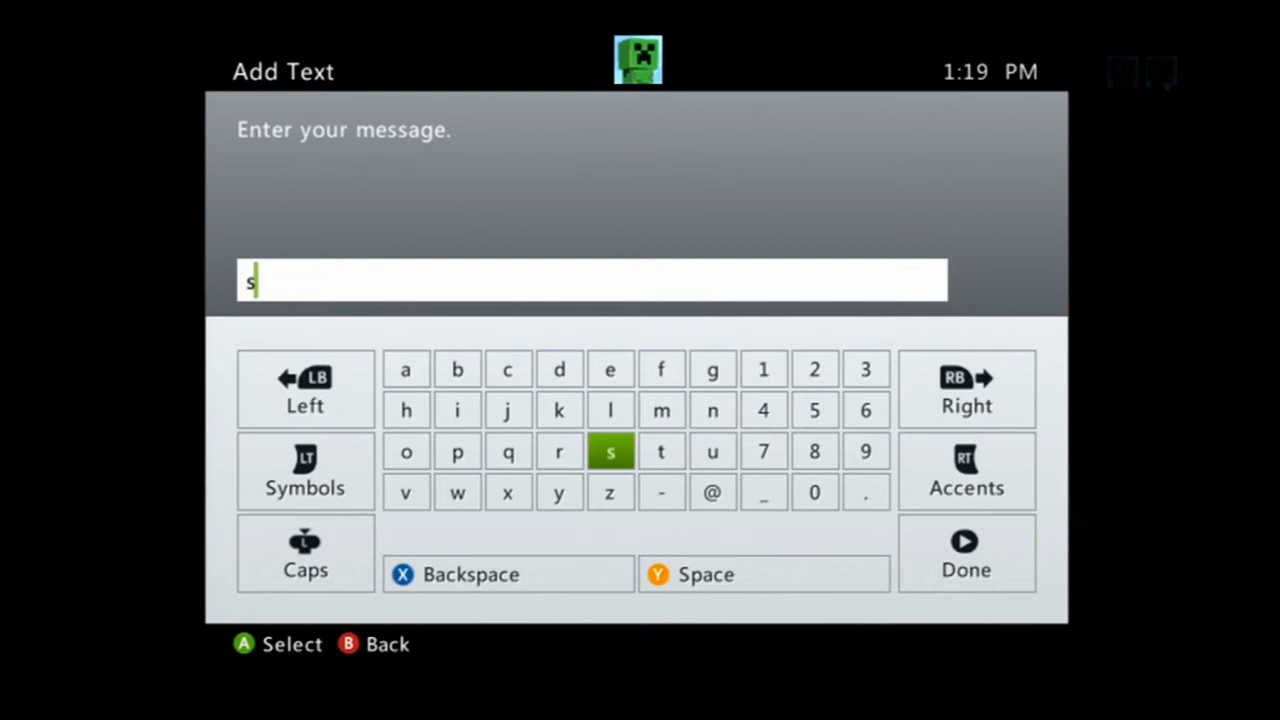 Add Text
1:19 PM
Enter your message.
s
LB
Left
a b c d e f g 1 2 3
RB
Right
h i j k l m n 4 5 6
LT
Symbols
o p q r s t u 7 8 9
RT
Accents
v w x y z - @ _ 0 .
L
Caps
X Backspace
Y Space
Done
A Select B Back